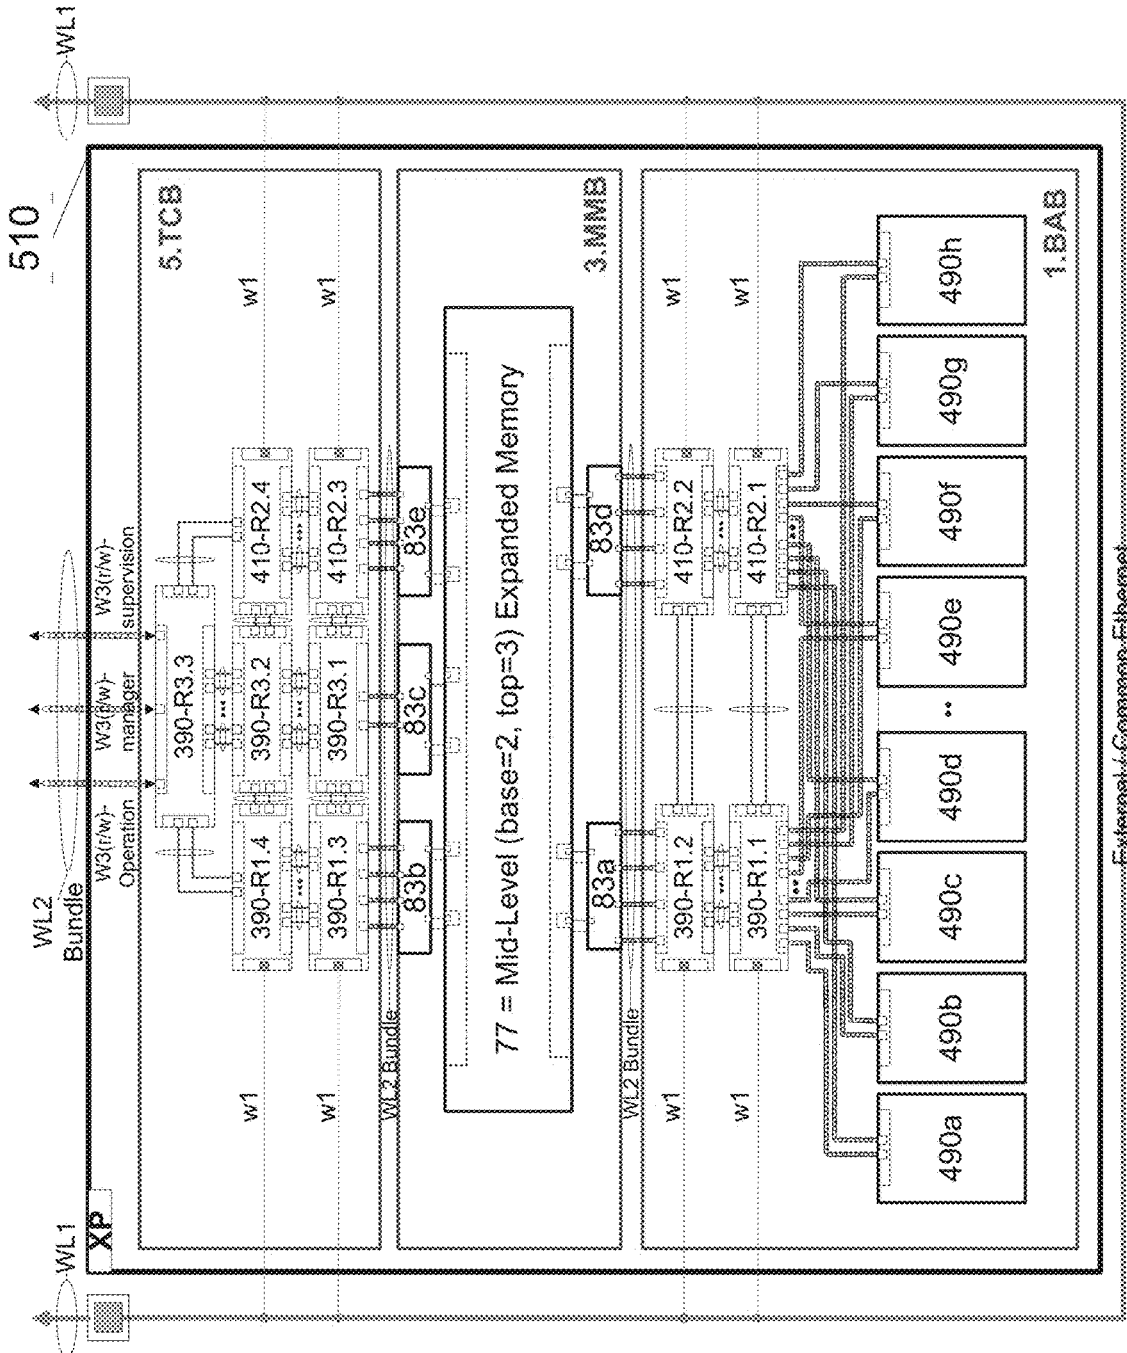 510
WL1
WL1
WL2
Bundle
XP
W3(r/w)-
Operation
W3(r/w)-
manager
W3(r/w)-
supervision
5.TCB
390-R3.3
w1
390-R1.4
390-R3.2
410-R2.4
w1
w1
390-R1.3
390-R3.1
410-R2.3
w1
WL2 Bundle
83b
83c
83e
3.MMB
77 = Mid-Level (base=2, top=3) Expanded Memory
83a
83d
WL2 Bundle
1.BAB
w1
390-R1.2
410-R2.2
w1
w1
390-R1.1
410-R2.1
w1
490a
490b
490c
490d
490e
490f
490g
490h
External / Common Ethernet